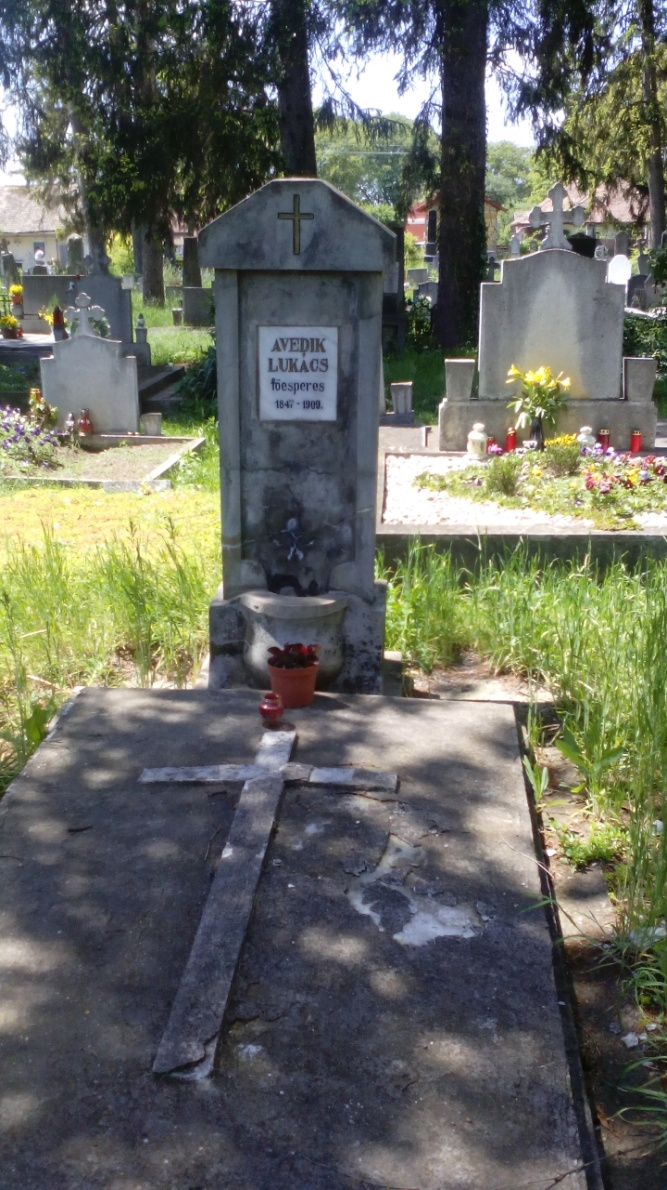 AVEDIK
LUKÁCS
főesperes
1847 - 1909.